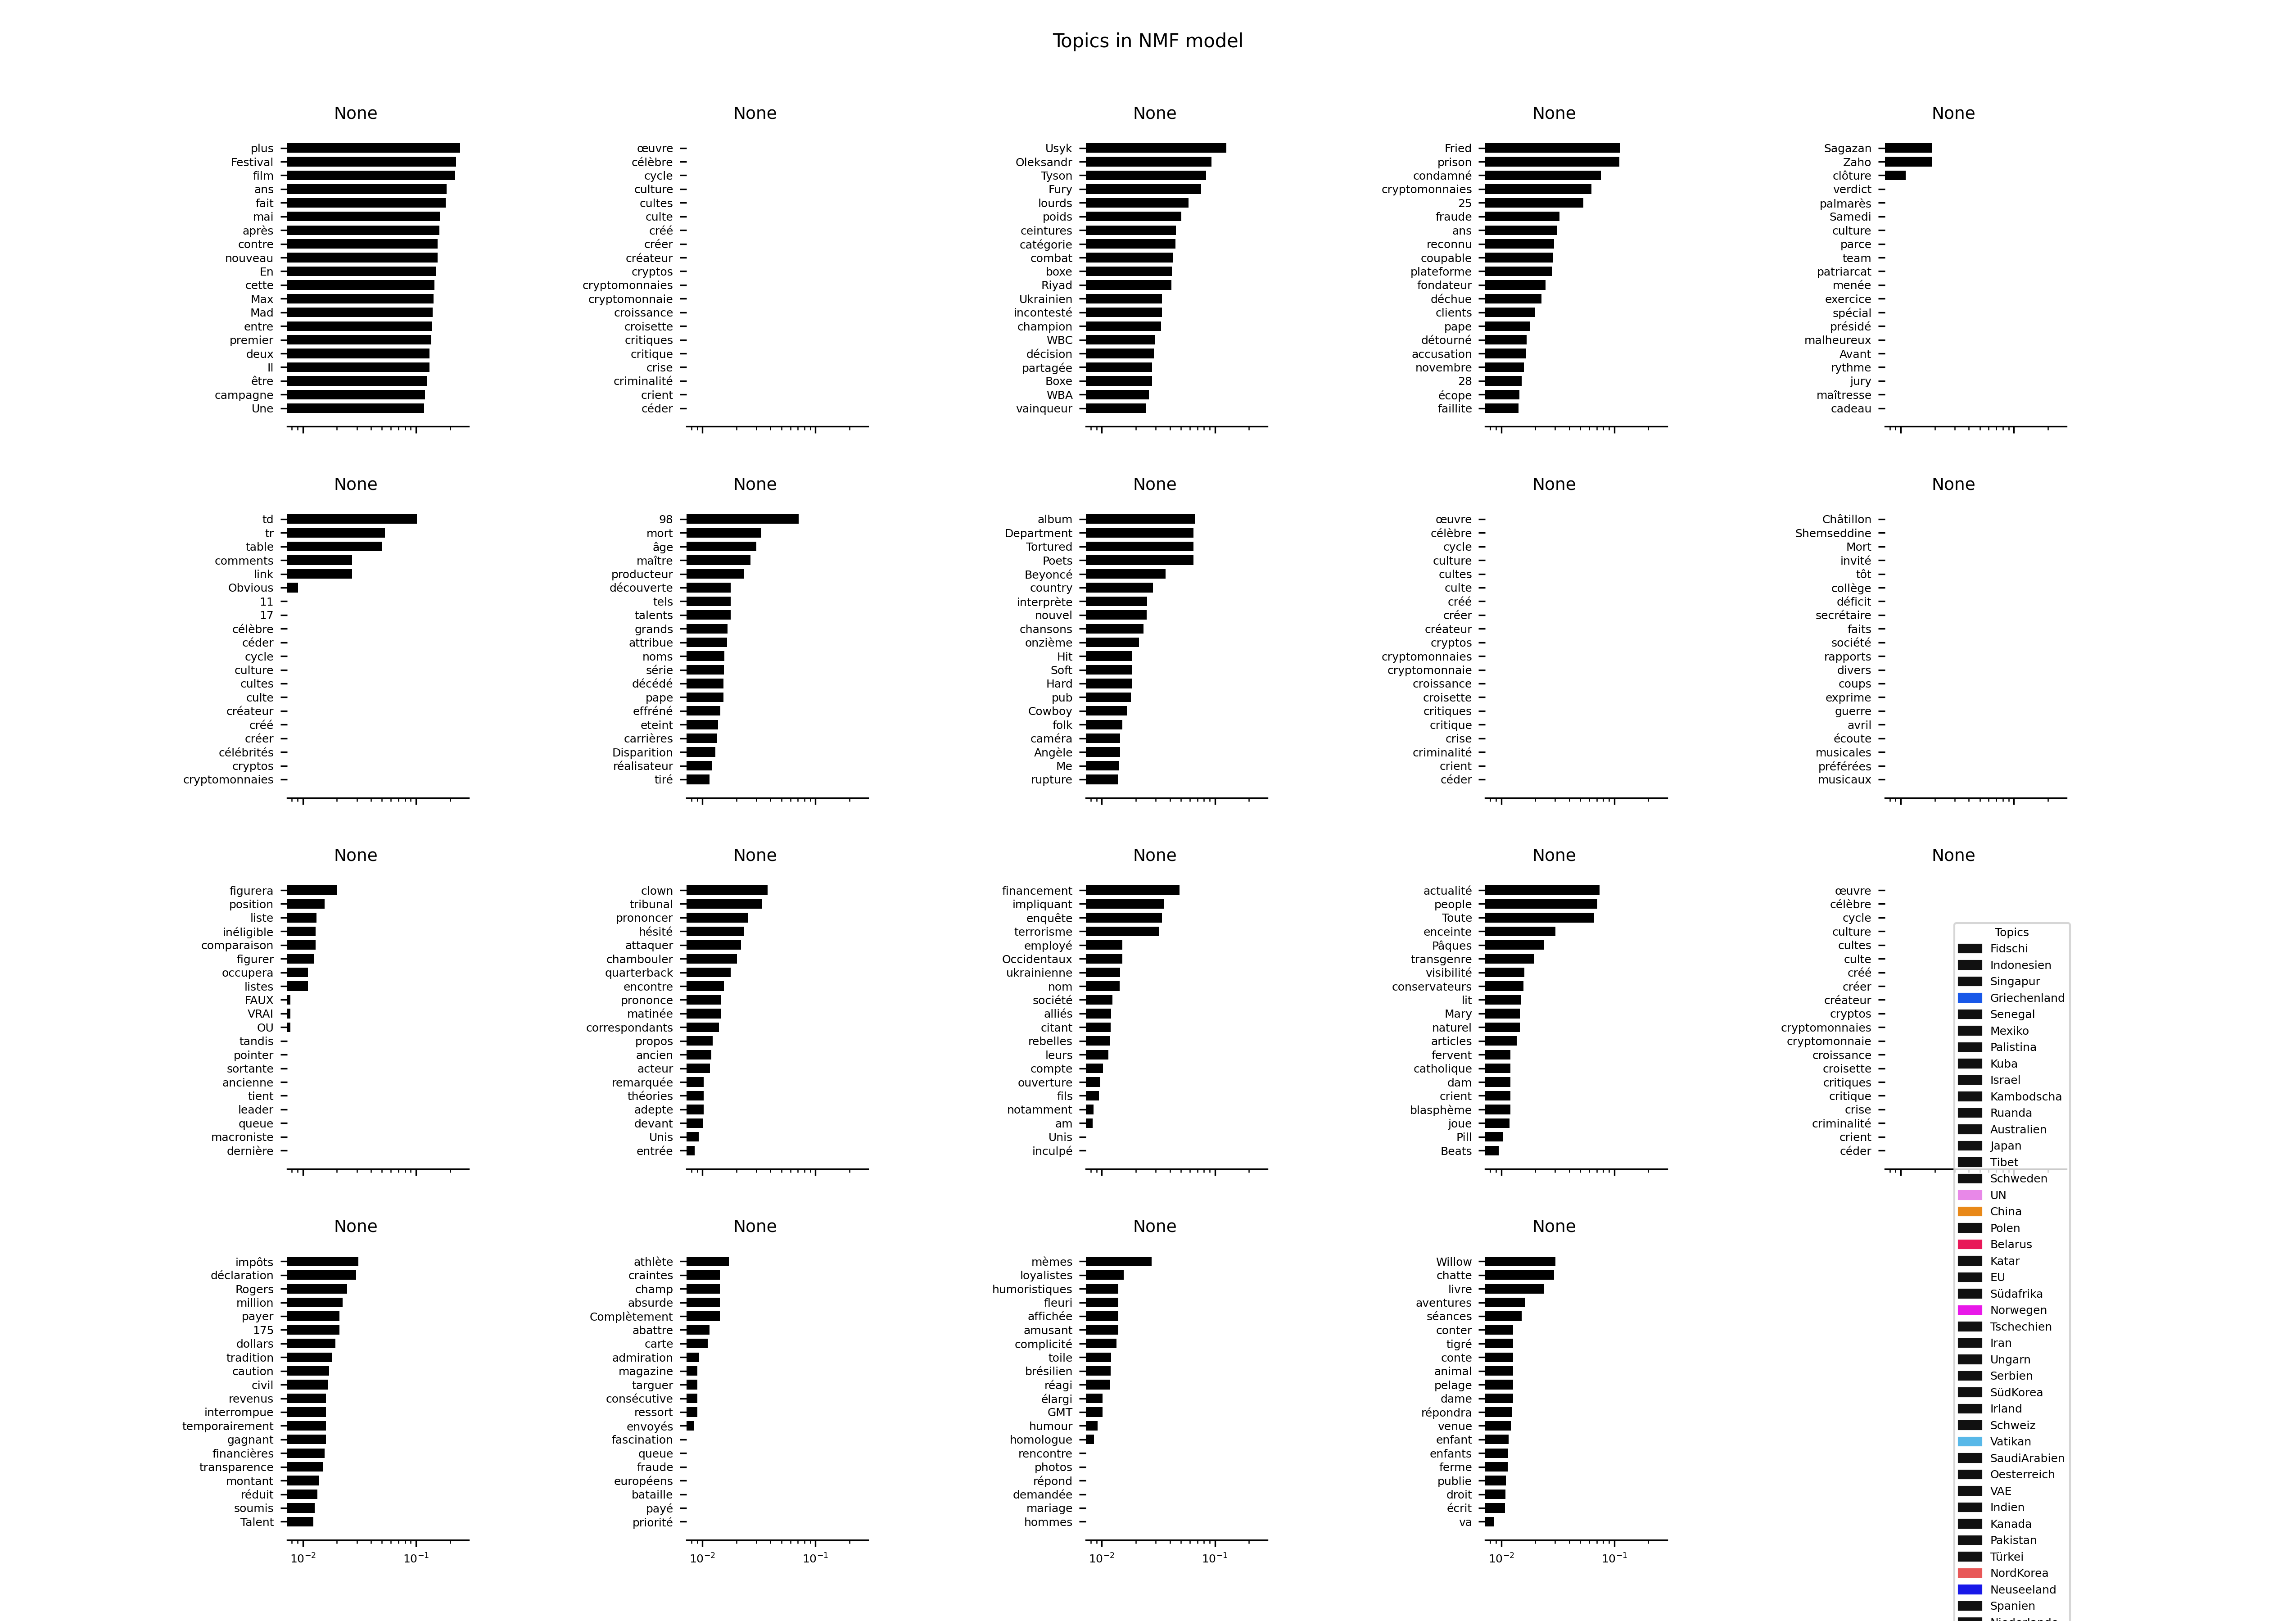 Topics in NMF model
None
plus
Festival
film
ans
fait
mai
après
contre
nouveau
En
cette
Max
Mad
entre
premier
deux
Il
être
campagne
Une
None
œuvre
célèbre
cycle
culture
cultes
culte
créé
créer
créateur
cryptos
cryptomonnaies
cryptomonnaie
croissance
croisette
critiques
critique
crise
criminalité
crient
céder
None
Usyk
Oleksandr
Tyson
Fury
lourds
poids
ceintures
catégorie
combat
boxe
Riyad
Ukrainien
incontesté
champion
WBC
décision
partagée
Boxe
WBA
vainqueur
None
Fried
prison
condamné
cryptomonnaies
25
fraude
ans
reconnu
coupable
plateforme
fondateur
déchue
clients
pape
détourné
accusation
novembre
28
écope
faillite
None
Sagazan
Zaho
clôture
verdict
palmarès
Samedi
culture
parce
team
patriarcat
menée
exercice
spécial
présidé
malheureux
Avant
rythme
jury
maîtresse
cadeau
None
td
tr
table
comments
link
Obvious
11
17
célèbre
céder
cycle
culture
cultes
culte
créateur
créé
créer
célébrités
cryptos
cryptomonnaies
None
98
mort
âge
maître
producteur
découverte
tels
talents
grands
attribue
noms
série
décédé
pape
effréné
eteint
carrières
Disparition
réalisateur
tiré
None
album
Department
Tortured
Poets
Beyoncé
country
interprète
nouvel
chansons
onzième
Hit
Soft
Hard
pub
Cowboy
folk
caméra
Angèle
Me
rupture
None
œuvre
célèbre
cycle
culture
cultes
culte
créé
créer
créateur
cryptos
cryptomonnaies
cryptomonnaie
croissance
croisette
critiques
critique
crise
criminalité
crient
céder
None
Châtillon
Shemseddine
Mort
invité
tôt
collège
déficit
secrétaire
faits
société
rapports
divers
coups
exprime
guerre
avril
écoute
musicales
préférées
musicaux
None
figurera
position
liste
inéligible
comparaison
figurer
occupera
listes
FAUX
VRAI
OU
tandis
pointer
sortante
ancienne
tient
leader
queue
macroniste
dernière
None
clown
tribunal
prononcer
hésité
attaquer
chambouler
quarterback
encontre
prononce
matinée
correspondants
propos
ancien
acteur
remarquée
théories
adepte
devant
Unis
entrée
None
financement
impliquant
enquête
terrorisme
employé
Occidentaux
ukrainienne
nom
société
alliés
citant
rebelles
leurs
compte
ouverture
fils
notamment
am
Unis
inculpé
None
actualité
people
Toute
enceinte
Pâques
transgenre
visibilité
conservateurs
lit
Mary
naturel
articles
fervent
catholique
dam
crient
blasphème
joue
Pill
Beats
None
œuvre
célèbre
cycle
culture
cultes
culte
créé
créer
créateur
cryptos
cryptomonnaies
cryptomonnaie
croissance
croisette
critiques
critique
crise
criminalité
crient
céder
None
impôts
déclaration
Rogers
million
payer
175
dollars
tradition
caution
civil
revenus
interrompue
temporairement
gagnant
financières
transparence
montant
réduit
soumis
Talent
10⁻² 10⁻¹
None
athlète
craintes
champ
absurde
Complètement
abattre
carte
admiration
magazine
targuer
consécutive
ressort
envoyés
fascination
queue
fraude
européens
bataille
payé
priorité
10⁻² 10⁻¹
None
mèmes
loyalistes
humoristiques
fleuri
affichée
amusant
complicité
toile
brésilien
réagi
élargi
GMT
humour
homologue
rencontre
photos
répond
demandée
mariage
hommes
10⁻² 10⁻¹
None
Willow
chatte
livre
aventures
séances
conter
tigré
conte
animal
pelage
dame
répondra
venue
enfant
enfants
ferme
publie
droit
écrit
va
10⁻² 10⁻¹
Topics
Fidschi
Indonesien
Singapur
Griechenland
Senegal
Mexiko
Palistina
Kuba
Israel
Kambodscha
Ruanda
Australien
Japan
Tibet
Schweden
UN
China
Polen
Belarus
Katar
EU
Südafrika
Norwegen
Tschechien
Iran
Ungarn
Serbien
SüdKorea
Irland
Schweiz
Vatikan
SaudiArabien
Oesterreich
VAE
Indien
Kanada
Pakistan
Türkei
NordKorea
Neuseeland
Spanien